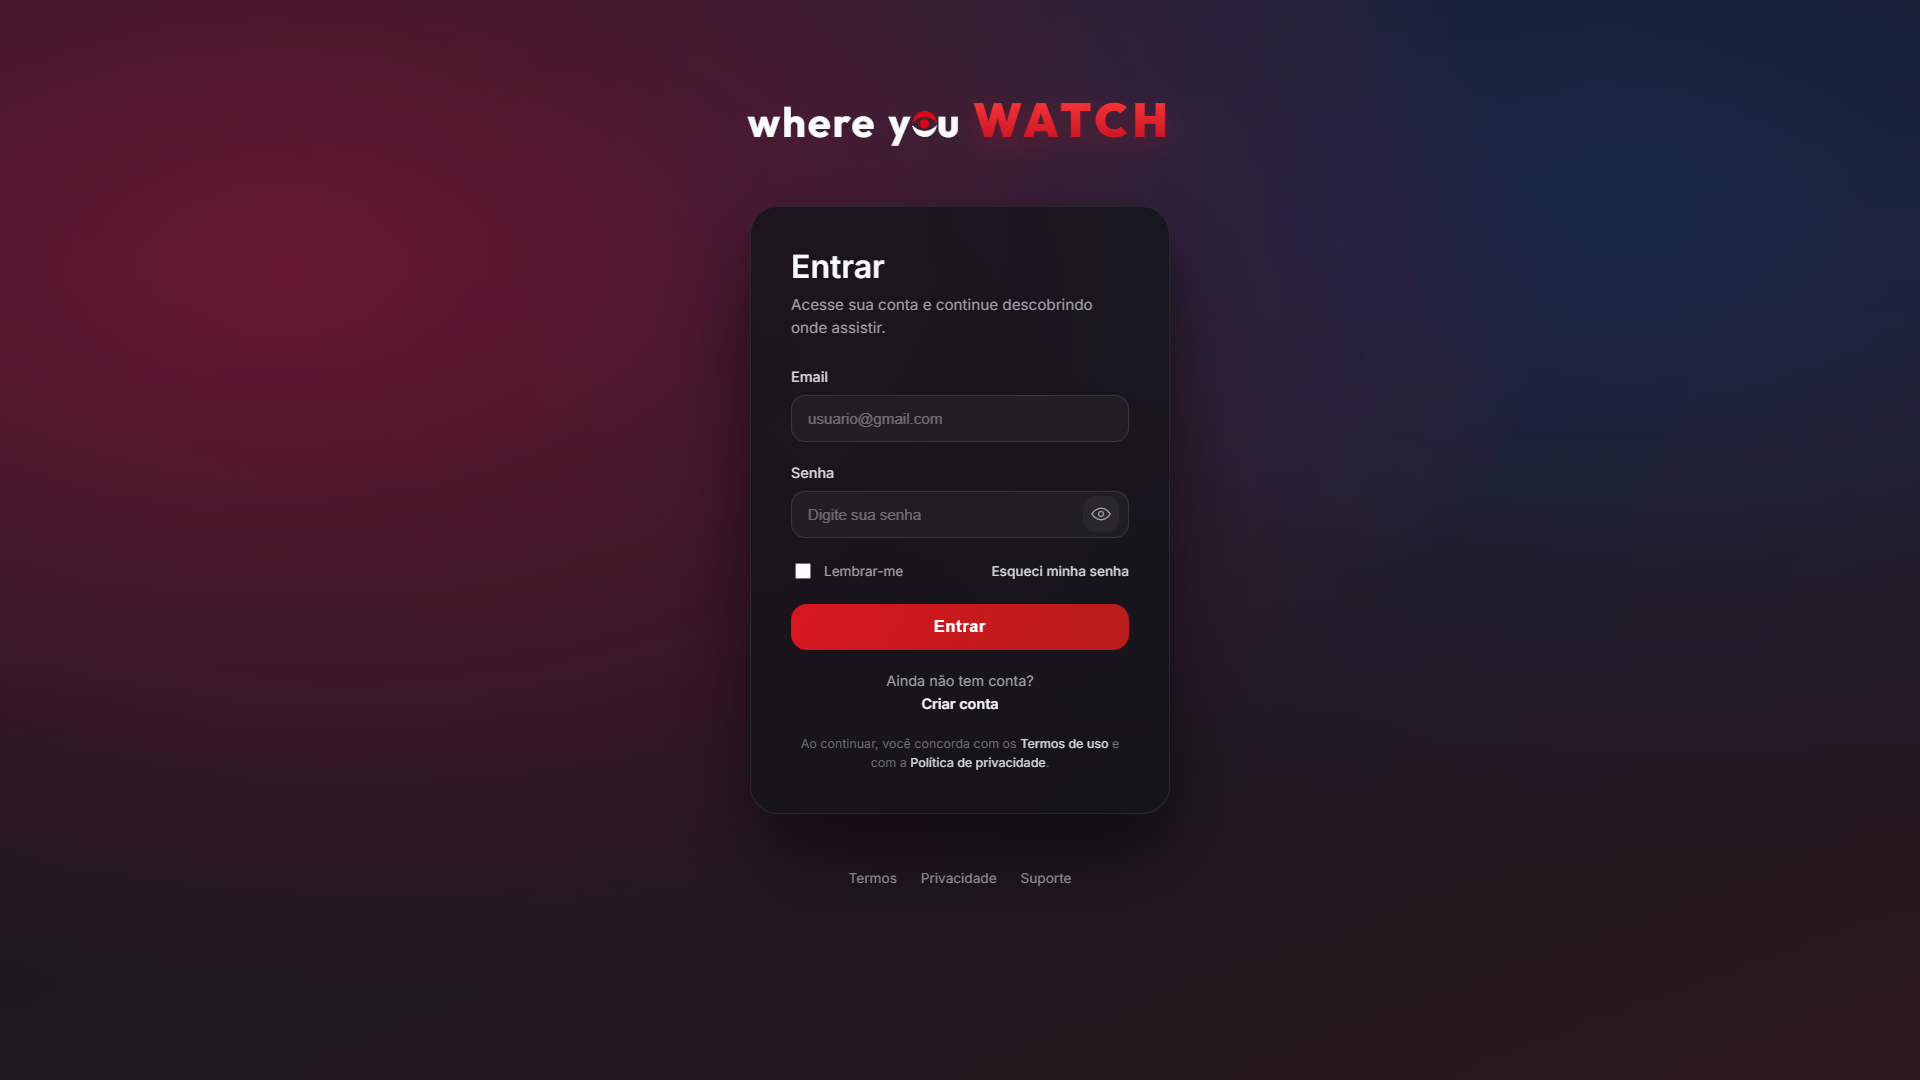 where you WATCH
Entrar
Acesse sua conta e continue descobrindo
onde assistir.
Email
usuario@gmail.com
Senha
Digite sua senha
Lembrar-me Esqueci minha senha
Entrar
Ainda não tem conta?
Criar conta
Ao continuar, você concorda com os Termos de uso e
com a Política de privacidade.
Termos Privacidade Suporte